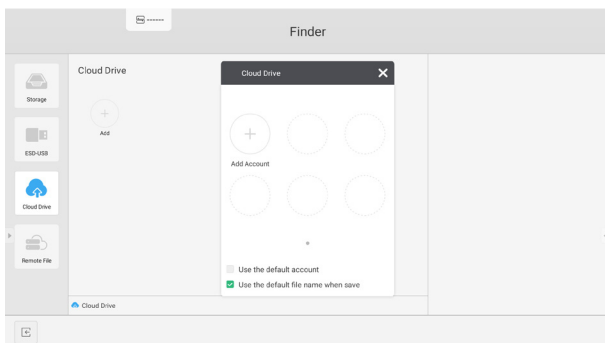 ------
Finder
Cloud Drive
Add
Storage
ESD-USB
Cloud Drive
Remote File
Cloud Drive
Add Account
Use the default account
Use the default file name when save
Cloud Drive